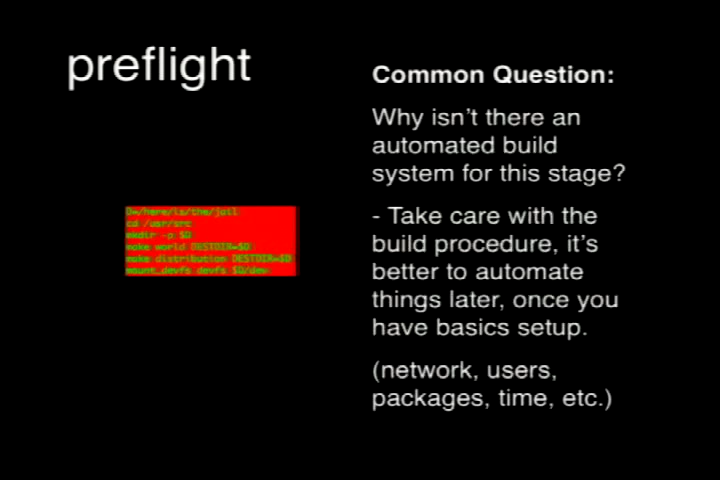 preflight
D=/here/is/the/jail
cd /usr/src
mkdir -p $D
make world DESTDIR=$D
make distribution DESTDIR=$D
mount_devfs devfs $D/dev
Common Question:
Why isn't there an
automated build
system for this stage?
- Take care with the
build procedure, it's
better to automate
things later, once you
have basics setup.
(network, users,
packages, time, etc.)